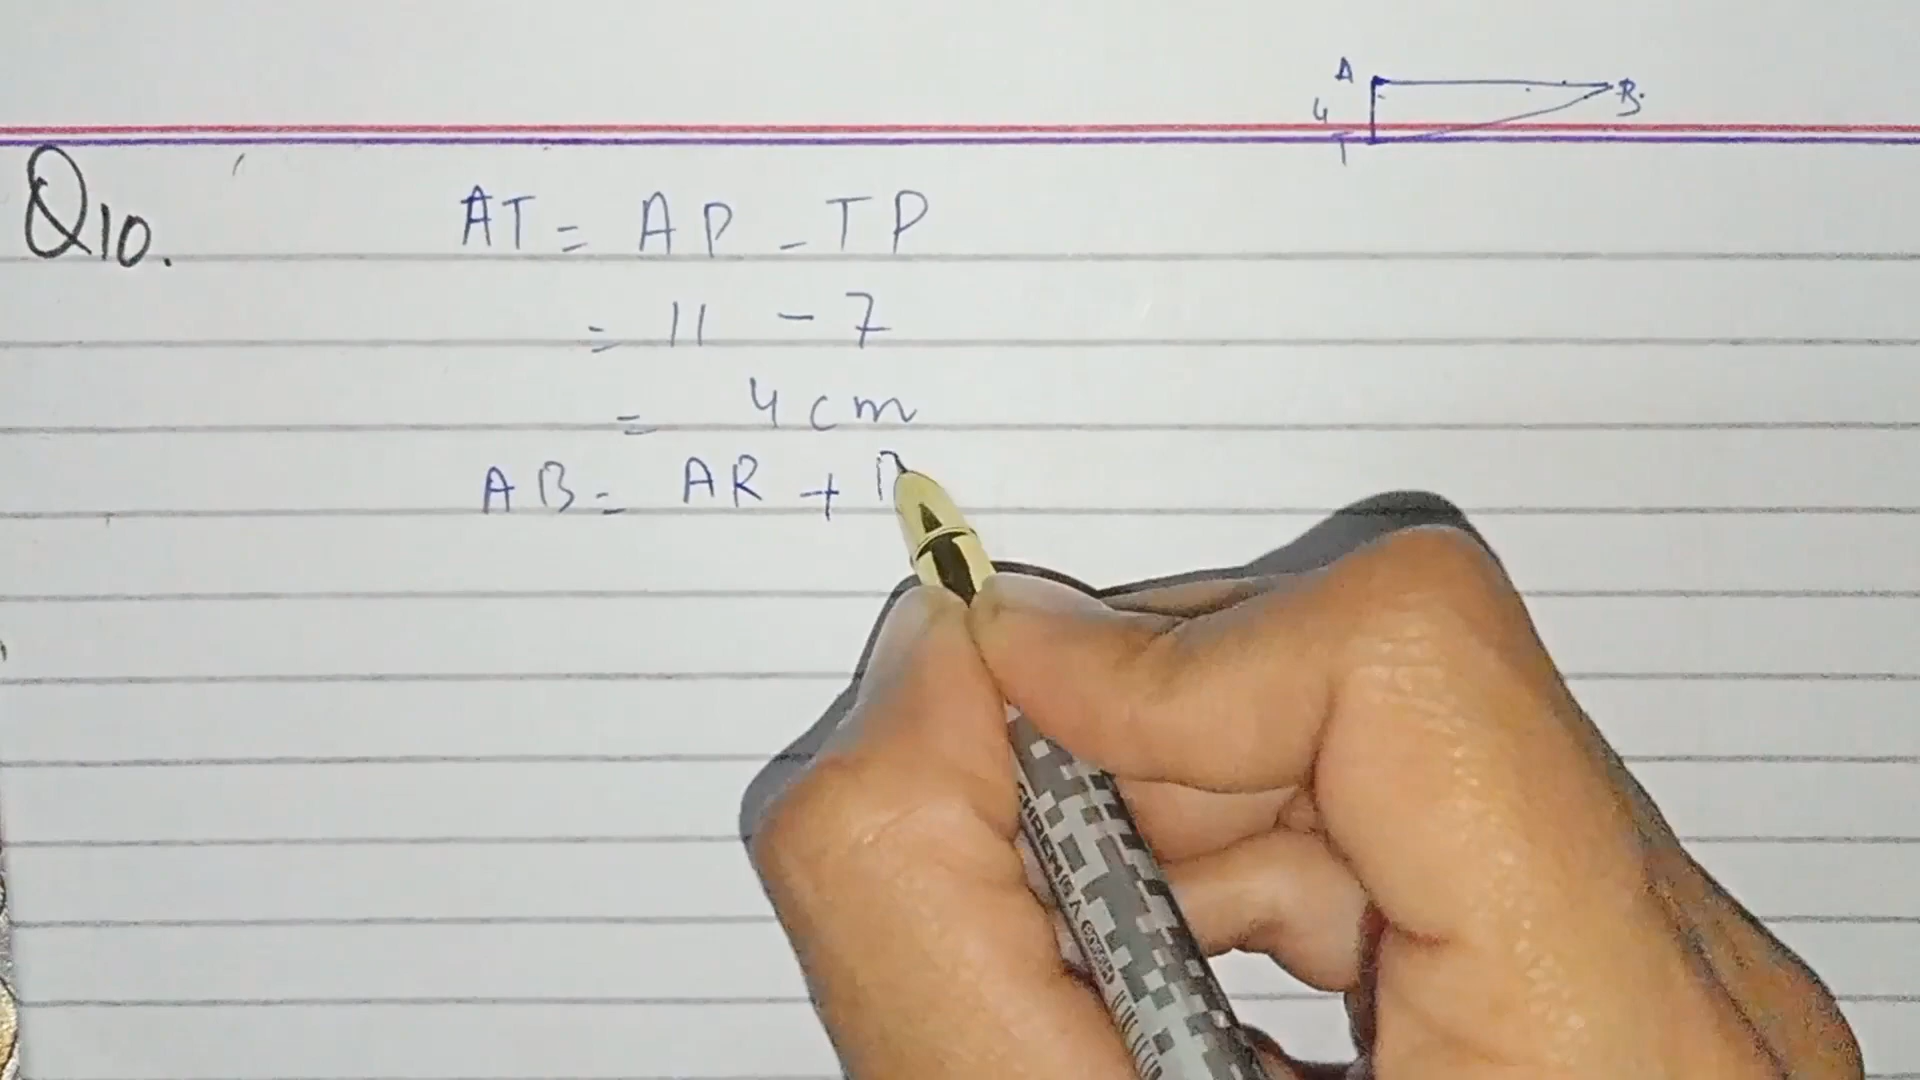 A
B.
4
T
Q10.
AT = AP - TP
= 11 - 7
= 4 cm
AB = AR +